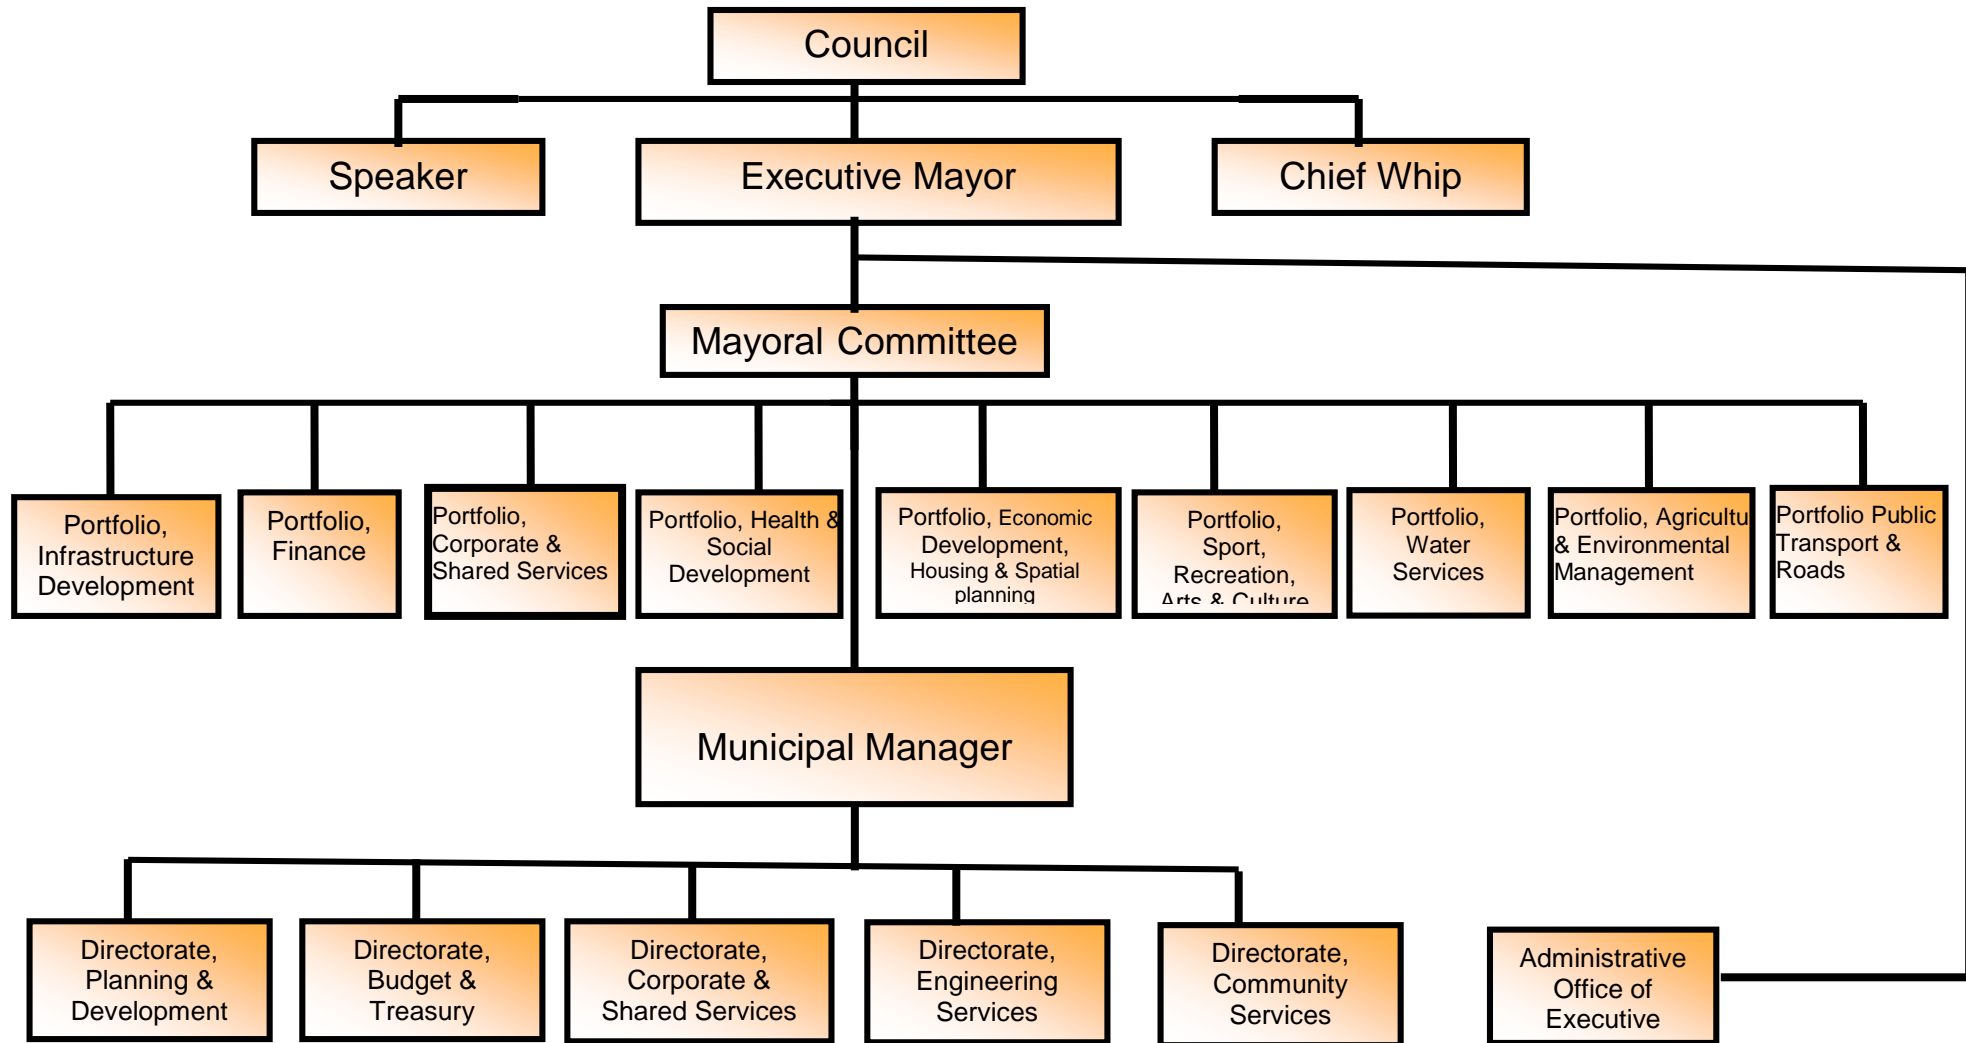 Council
Speaker
Executive Mayor
Chief Whip
Mayoral Committee
Portfolio,
Infrastructure
Development
Portfolio,
Finance
Portfolio,
Corporate &
Shared Services
Portfolio, Health &
Social
Development
Portfolio, Economic
Development,
Housing & Spatial
planning
Portfolio,
Sport,
Recreation,
Arts & Culture
Portfolio,
Water
Services
Portfolio, Agricultu
& Environmental
Management
Portfolio Public
Transport &
Roads
Municipal Manager
Directorate,
Planning &
Development
Directorate,
Budget &
Treasury
Directorate,
Corporate &
Shared Services
Directorate,
Engineering
Services
Directorate,
Community
Services
Administrative
Office of
Executive